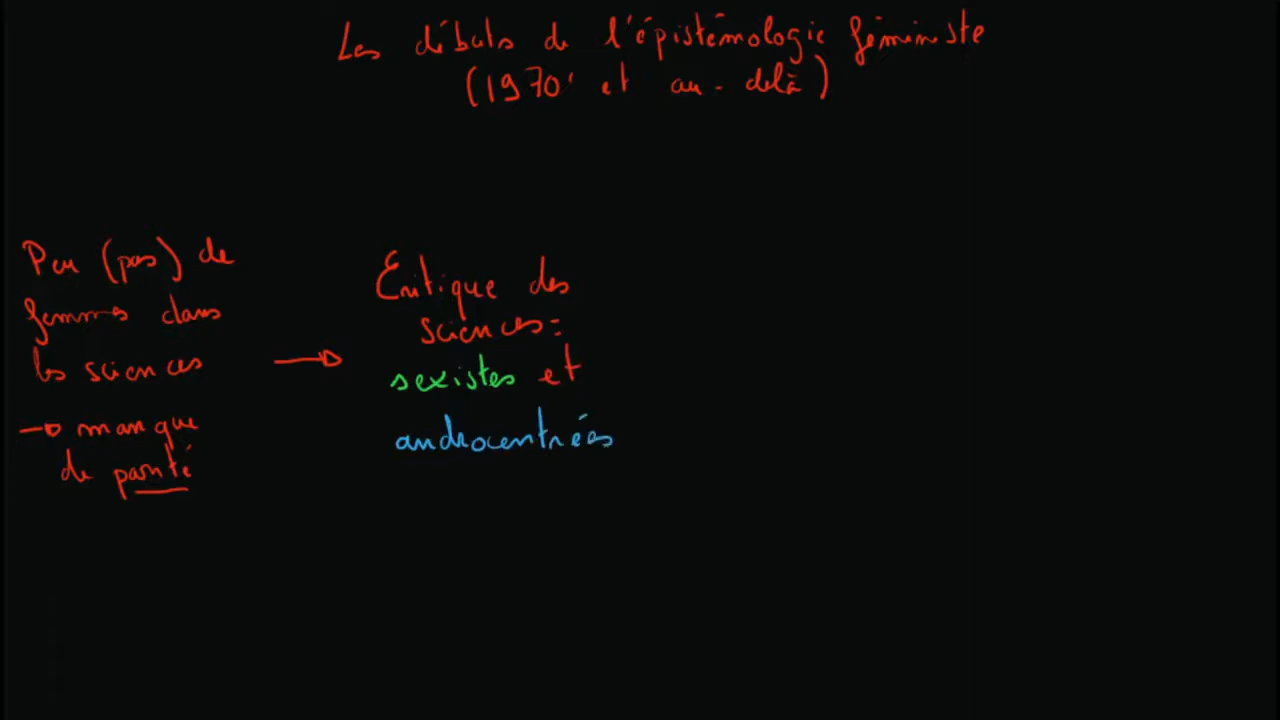 Les débats de l'épistémologie féministe
(1970' et au-delà)
Peu (pas) de
femmes dans
les sciences
→ manque
de parité
→
Critique des
sciences:
sexistes et
androcentrées